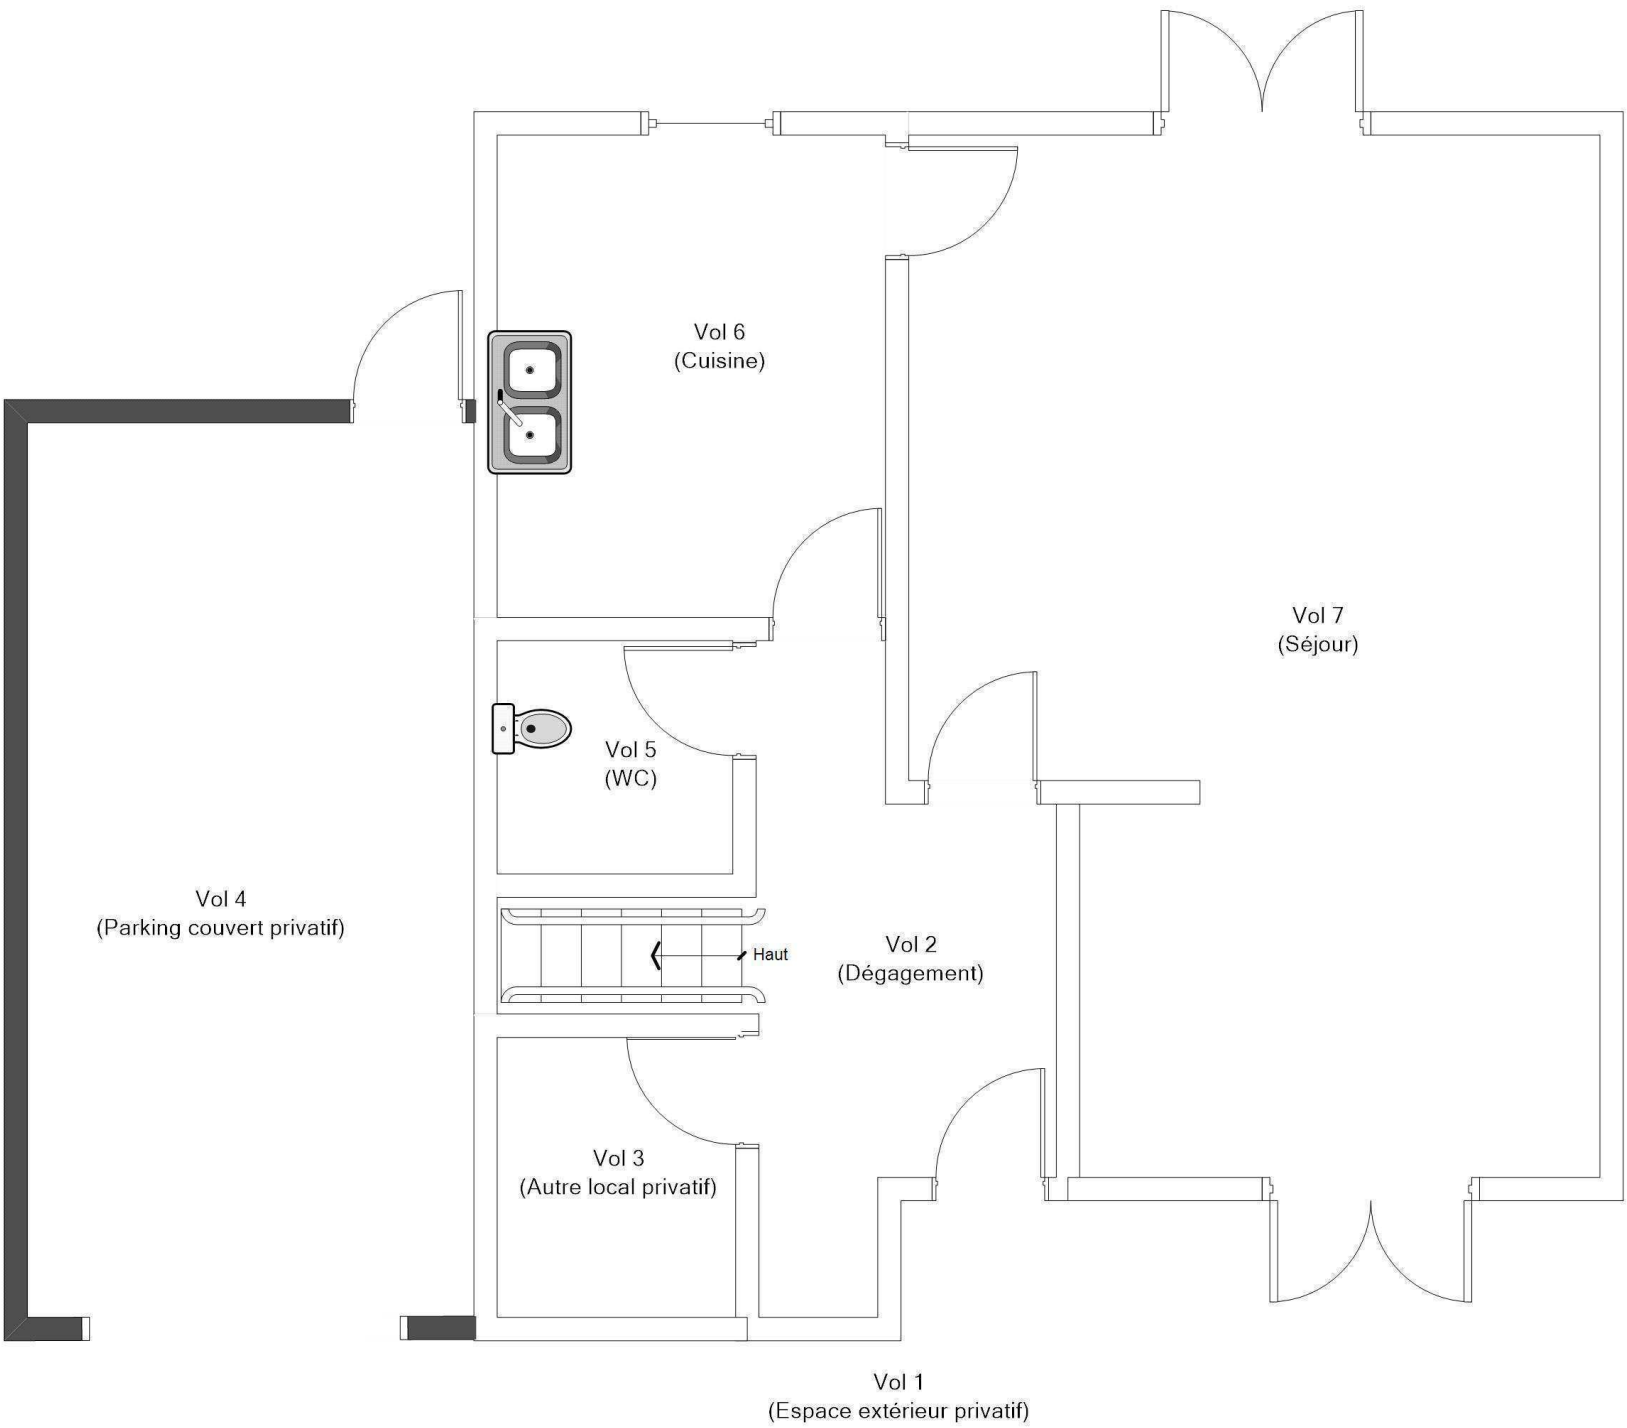 Vol 6
(Cuisine)
Vol 7
(Séjour)
Vol 5
(WC)
Vol 4
(Parking couvert privatif)
Vol 2
(Dégagement)
Haut
Vol 3
(Autre local privatif)
Vol 1
(Espace extérieur privatif)